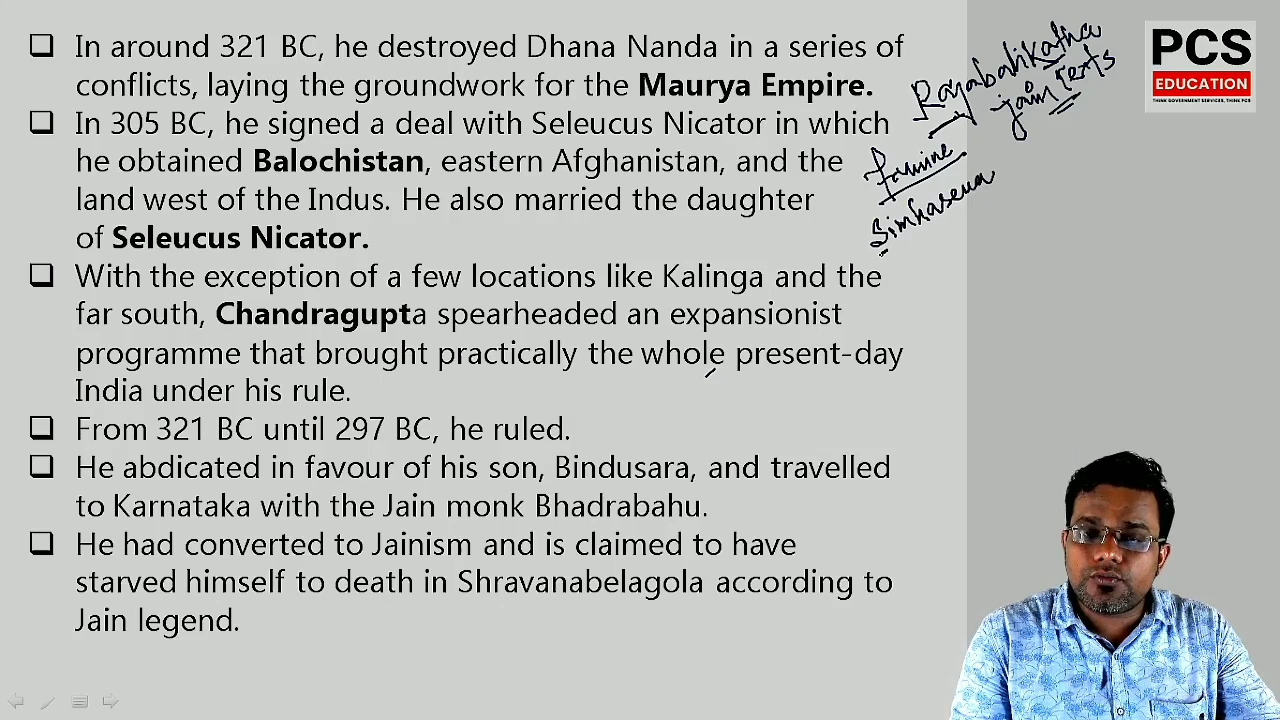 ❑ In around 321 BC, he destroyed Dhana Nanda in a series of
conflicts, laying the groundwork for the Maurya Empire.
❑ In 305 BC, he signed a deal with Seleucus Nicator in which
he obtained Balochistan, eastern Afghanistan, and the
land west of the Indus. He also married the daughter
of Seleucus Nicator.
❑ With the exception of a few locations like Kalinga and the
far south, Chandragupta spearheaded an expansionist
programme that brought practically the whole present-day
India under his rule.
❑ From 321 BC until 297 BC, he ruled.
❑ He abdicated in favour of his son, Bindusara, and travelled
to Karnataka with the Jain monk Bhadrabahu.
❑ He had converted to Jainism and is claimed to have
starved himself to death in Shravanabelagola according to
Jain legend.
Rajabalikatha
jain Texts
famine
Simhasena
PCS
EDUCATION
THINK GOVERNMENT SERVICES, THINK PCS